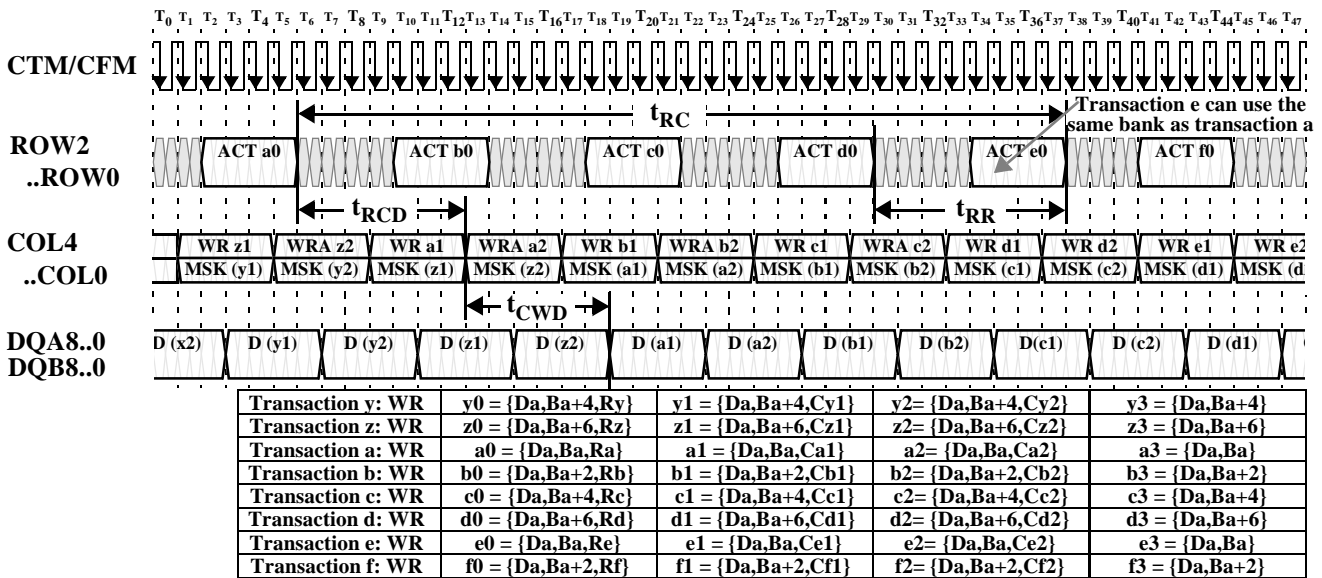 T0 T1 T2 T3 T4 T5 T6 T7 T8 T9 T10 T11 T12 T13 T14 T15 T16 T17 T18 T19 T20 T21 T22 T23 T24 T25 T26 T27 T28 T29 T30 T31 T32 T33 T34 T35 T36 T37 T38 T39 T40 T41 T42 T43 T44 T45 T46 T47
CTM/CFM
Transaction e can use the
same bank as transaction a
tRC
ROW2
..ROW0
ACT a0 ACT b0 ACT c0 ACT d0 ACT e0 ACT f0
tRCD tRR
COL4
..COL0
WR z1 WRA z2 WR a1 WRA a2 WR b1 WRA b2 WR c1 WRA c2 WR d1 WR d2 WR e1 WR e2
MSK (y1) MSK (y2) MSK (z1) MSK (z2) MSK (a1) MSK (a2) MSK (b1) MSK (b2) MSK (c1) MSK (c2) MSK (d1) MSK (d
tCWD
DQA8..0
DQB8..0
D (x2) D (y1) D (y2) D (z1) D (z2) D (a1) D (a2) D (b1) D (b2) D(c1) D (c2) D (d1)
Transaction y: WR y0 = {Da,Ba+4,Ry} y1 = {Da,Ba+4,Cy1} y2= {Da,Ba+4,Cy2} y3 = {Da,Ba+4}
Transaction z: WR z0 = {Da,Ba+6,Rz} z1 = {Da,Ba+6,Cz1} z2= {Da,Ba+6,Cz2} z3 = {Da,Ba+6}
Transaction a: WR a0 = {Da,Ba,Ra} a1 = {Da,Ba,Ca1} a2= {Da,Ba,Ca2} a3 = {Da,Ba}
Transaction b: WR b0 = {Da,Ba+2,Rb} b1 = {Da,Ba+2,Cb1} b2= {Da,Ba+2,Cb2} b3 = {Da,Ba+2}
Transaction c: WR c0 = {Da,Ba+4,Rc} c1 = {Da,Ba+4,Cc1} c2= {Da,Ba+4,Cc2} c3 = {Da,Ba+4}
Transaction d: WR d0 = {Da,Ba+6,Rd} d1 = {Da,Ba+6,Cd1} d2= {Da,Ba+6,Cd2} d3 = {Da,Ba+6}
Transaction e: WR e0 = {Da,Ba,Re} e1 = {Da,Ba,Ce1} e2= {Da,Ba,Ce2} e3 = {Da,Ba}
Transaction f: WR f0 = {Da,Ba+2,Rf} f1 = {Da,Ba+2,Cf1} f2= {Da,Ba+2,Cf2} f3 = {Da,Ba+2}